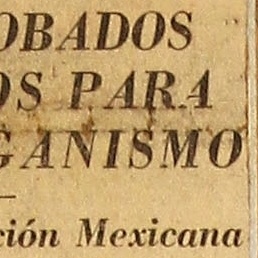 OBADOS
OS PARA
GANISMO
ción Mexicana